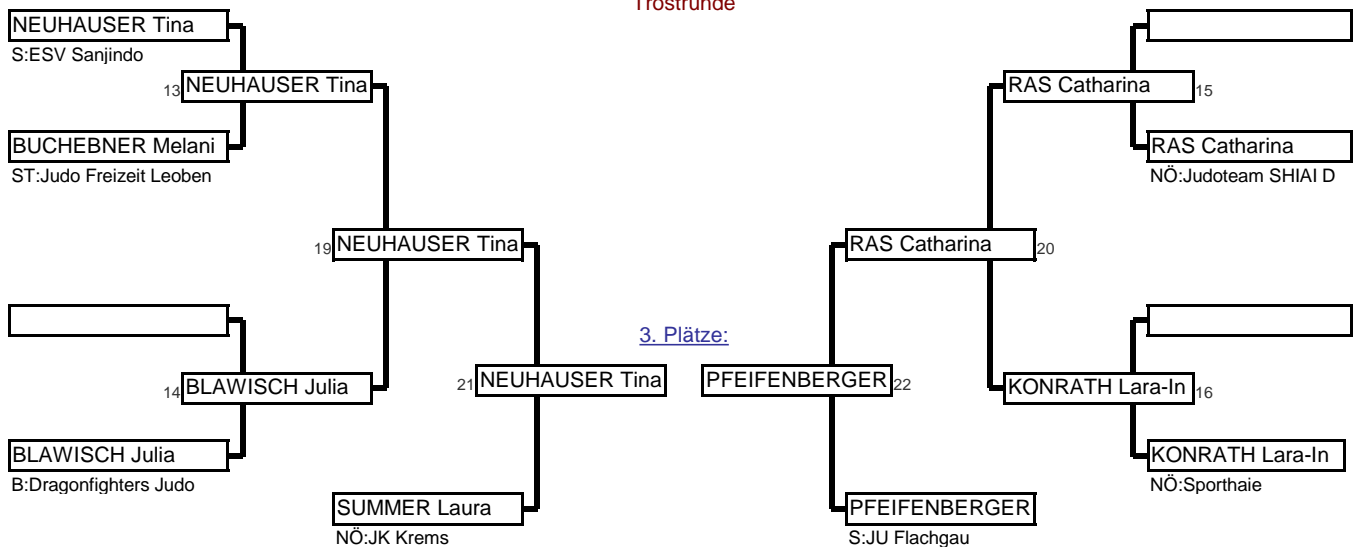 Trostrunde
NEUHAUSER Tina
S:ESV Sanjindo
13 NEUHAUSER Tina
RAS Catharina 15
BUCHEBNER Melani
ST:Judo Freizeit Leoben
RAS Catharina
NÖ:Judoteam SHIAI D
19 NEUHAUSER Tina
RAS Catharina 20
3. Plätze:
14 BLAWISCH Julia
21 NEUHAUSER Tina
PFEIFENBERGER 22
KONRATH Lara-In 16
BLAWISCH Julia
B:Dragonfighters Judo
KONRATH Lara-In
NÖ:Sporthaie
SUMMER Laura
NÖ:JK Krems
PFEIFENBERGER
S:JU Flachgau